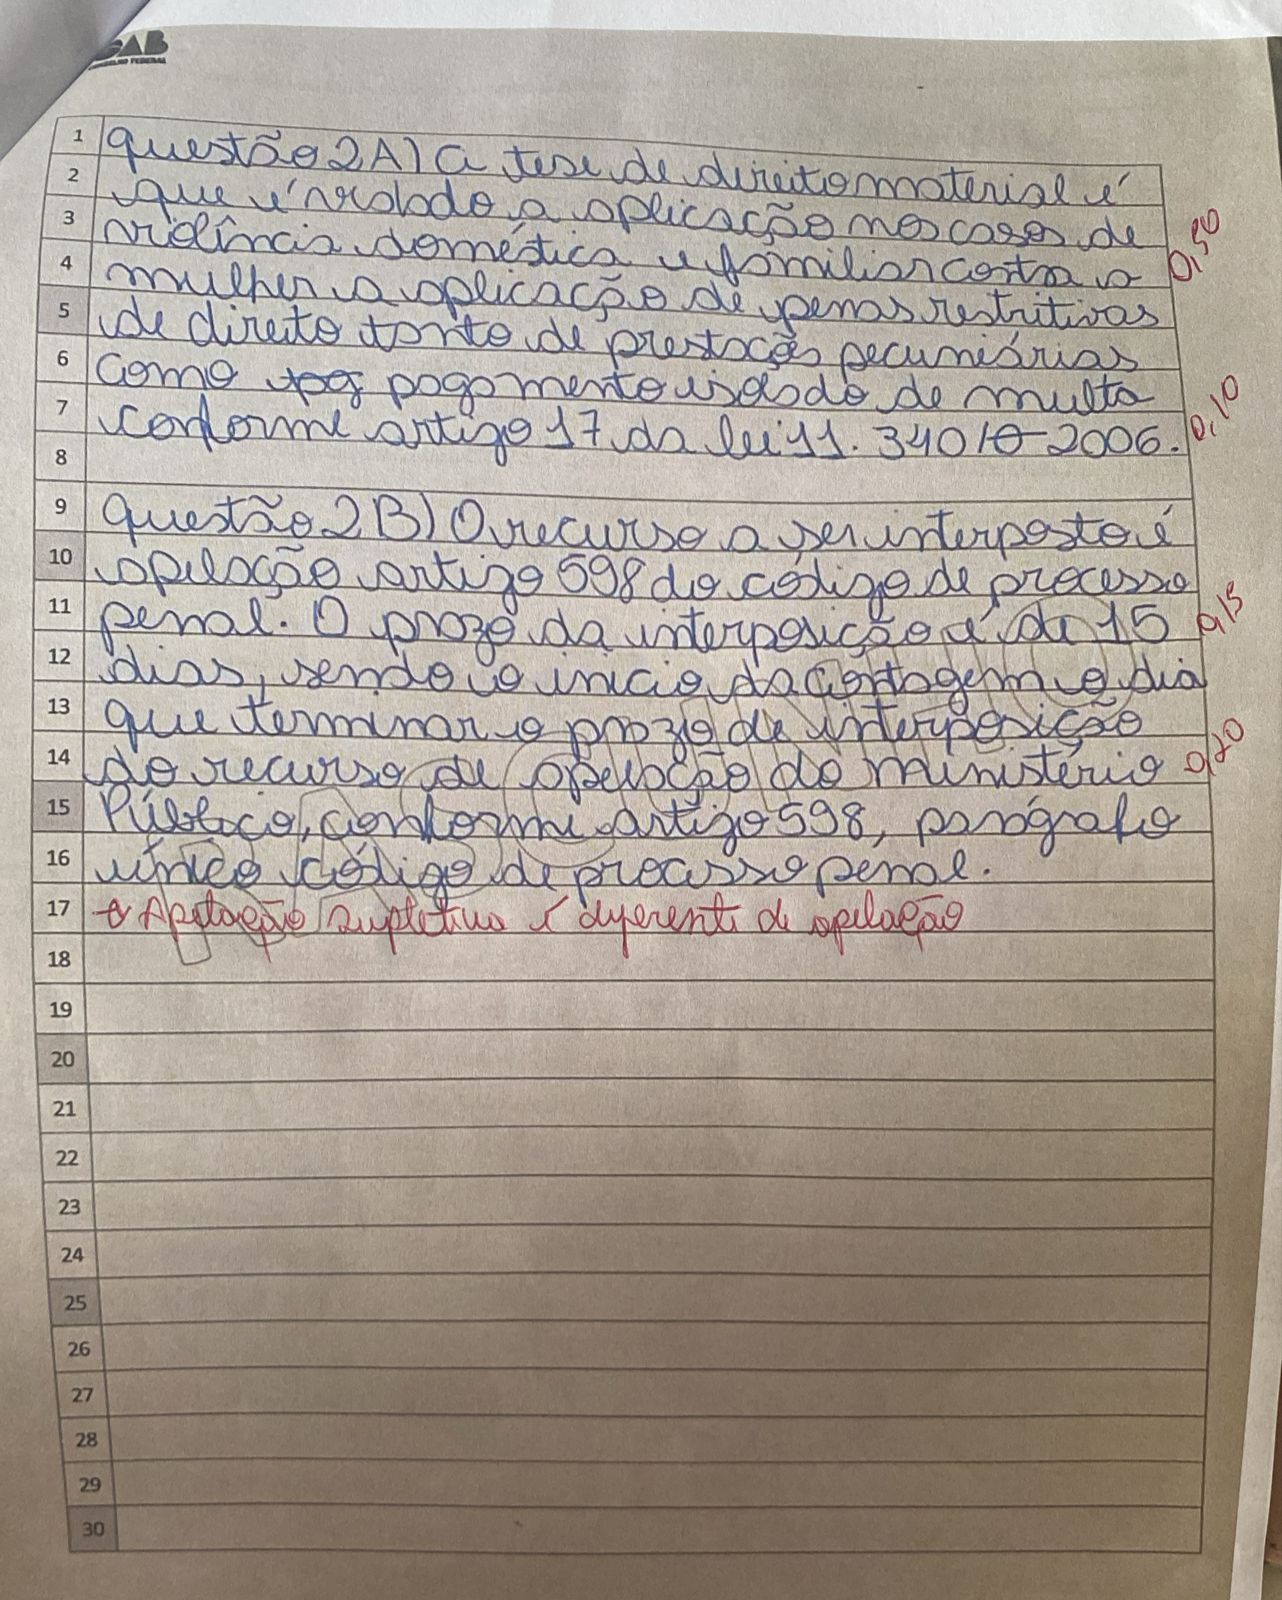 OAB
CONSELHO FEDERAL
1 Questão 2A) A tese de direito material é
2 que é vedado a aplicação nos casos de
3 violência doméstica e familiar contra a 0,50
4 mulher a aplicação de penas restritivas
5 de direito tanto de prestações pecuniárias
6 como pagamento isolado de multa
7 conforme artigo 17 da lei 11.340/2006. 0,10
8
9 Questão 2B) O recurso a ser interposto é
10 apelação artigo 598 do código de processo
11 penal. O prazo da interposição é de 15 0,15
12 dias, sendo o início da contagem o dia
13 que terminar o prazo de interposição
14 do recurso de apelação do ministério 0,20
15 Público, conforme artigo 598, parágrafo
16 único código de processo penal.
17 Apelação supletiva é diferente de apelação
18
19
20
21
22
23
24
25
26
27
28
29
30